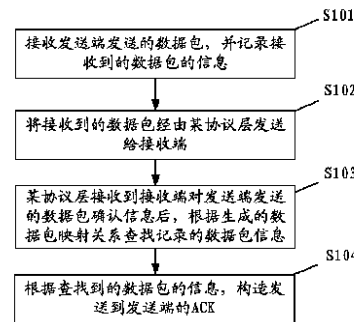 S101
接收发送端发送的数据包，并记录接
收到的数据包的信息
S102
将接收到的数据包经由某协议层发送
给接收端
S103
某协议层接收到接收端对发送端发送
的数据包确认信息后，根据生成的数
据包映射关系查找记录的数据包信息
S104
根据查找到的数据包的信息，构造发
送到发送端的ACK